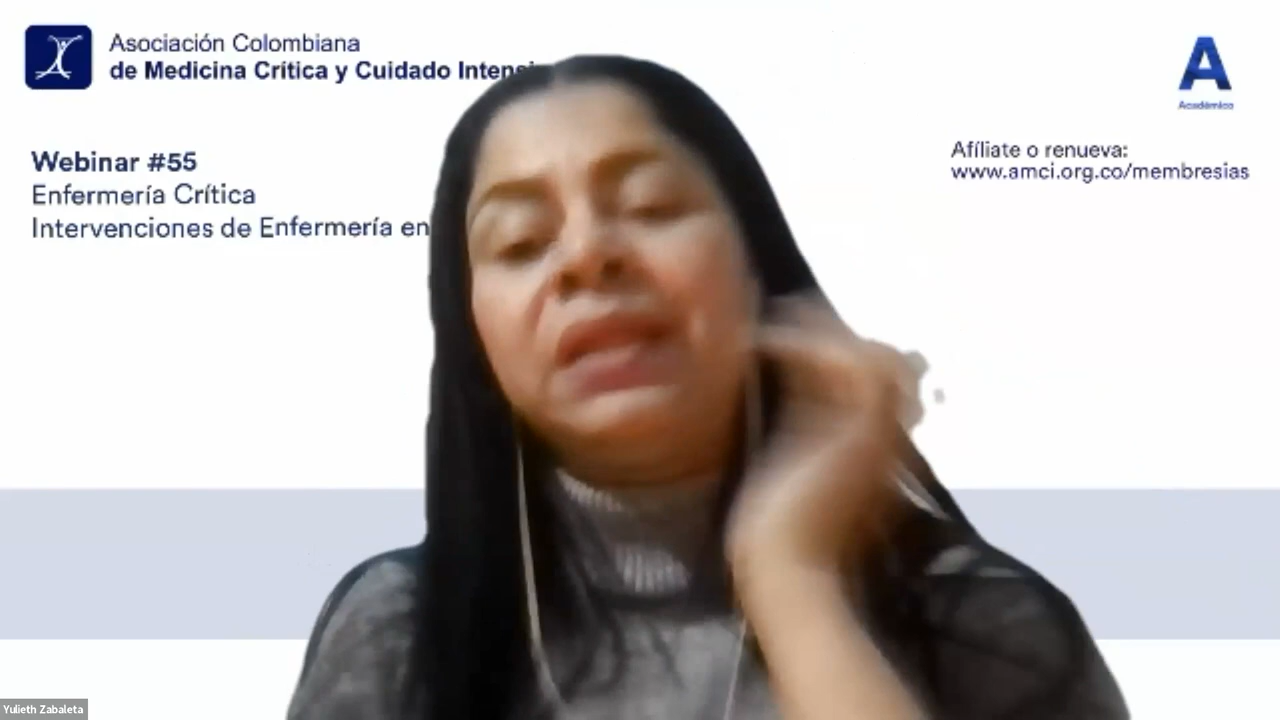 Asociación Colombiana
de Medicina Crítica y Cuidado
Académico
Webinar #55
Enfermería Crítica
Intervenciones de Enfermería en
Afíliate o renueva:
www.amci.org.co/membresias
Yulieth Zabaleta